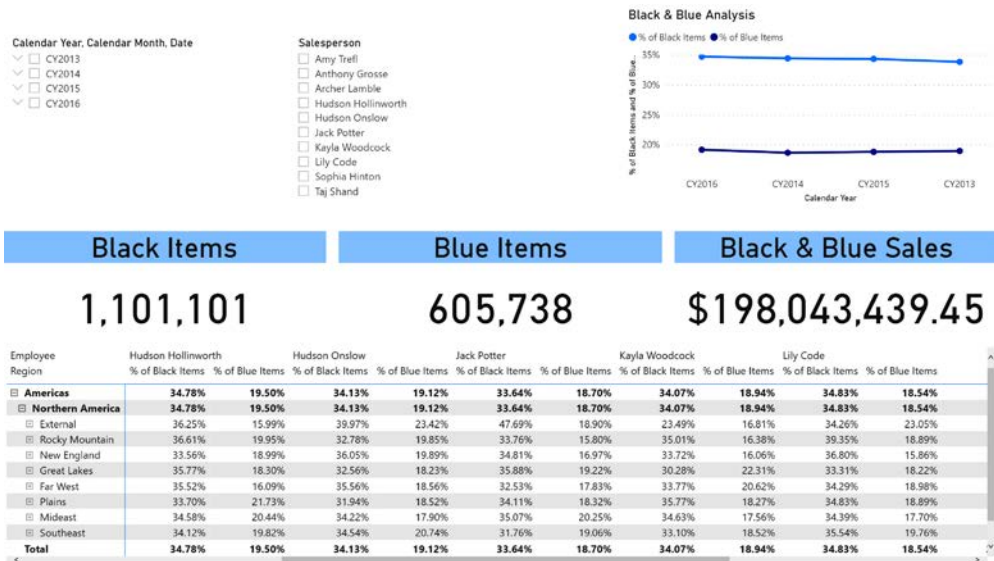 Calendar Year, Calendar Month, Date
CY2013
CY2014
CY2015
CY2016
Salesperson
Amy Trefl
Anthony Grosse
Archer Lamble
Hudson Hollinworth
Hudson Onslow
Jack Potter
Kayla Woodcock
Lily Code
Sophia Hinton
Taj Shand
Black & Blue Analysis
% of Black Items % of Blue Items
% of Black Items and % of Blue...
35%
30%
25%
20%
CY2016 CY2014 CY2015 CY2013
Calendar Year
Black Items Blue Items Black & Blue Sales
1,101,101 605,738 $198,043,439.45
Employee Hudson Hollinworth Hudson Onslow Jack Potter Kayla Woodcock Lily Code
Region % of Black Items % of Blue Items % of Black Items % of Blue Items % of Black Items % of Blue Items % of Black Items % of Blue Items % of Black Items % of Blue Items
Americas 34.78% 19.50% 34.13% 19.12% 33.64% 18.70% 34.07% 18.94% 34.83% 18.54%
Northern America 34.78% 19.50% 34.13% 19.12% 33.64% 18.70% 34.07% 18.94% 34.83% 18.54%
External 36.25% 15.99% 39.97% 23.42% 47.69% 18.90% 23.49% 16.81% 34.26% 23.05%
Rocky Mountain 36.61% 19.95% 32.78% 19.85% 33.76% 15.80% 35.01% 16.38% 39.35% 18.89%
New England 33.56% 18.99% 36.05% 19.89% 34.81% 16.97% 33.72% 16.06% 36.80% 15.86%
Great Lakes 35.77% 18.30% 32.56% 18.23% 35.88% 19.22% 30.28% 22.31% 33.31% 18.22%
Far West 35.52% 16.09% 35.56% 18.56% 32.53% 17.83% 33.77% 20.62% 34.29% 18.98%
Plains 33.70% 21.73% 31.94% 18.52% 34.11% 18.32% 35.77% 18.27% 34.83% 18.89%
Mideast 34.58% 20.44% 34.22% 17.90% 35.07% 20.25% 34.63% 17.56% 34.39% 17.70%
Southeast 34.12% 19.82% 34.54% 20.74% 31.76% 19.06% 33.10% 18.52% 35.54% 19.76%
Total 34.78% 19.50% 34.13% 19.12% 33.64% 18.70% 34.07% 18.94% 34.83% 18.54%